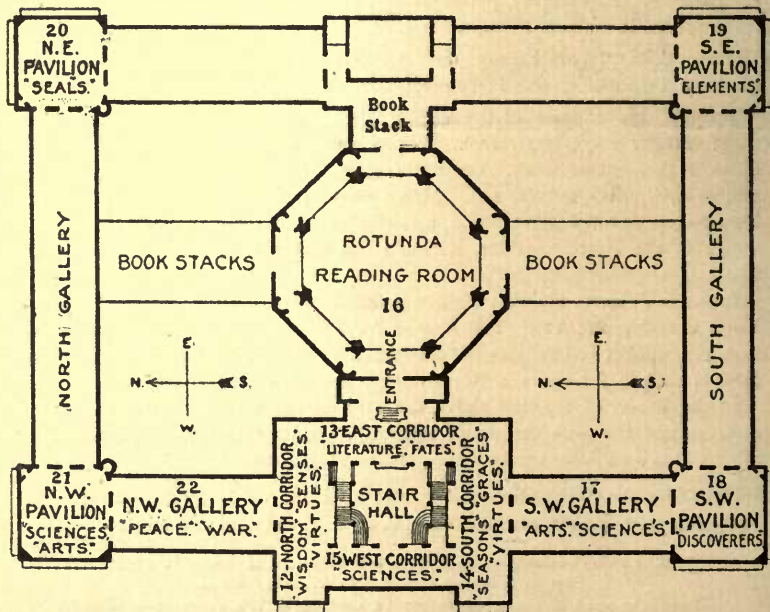 20
N.E.
PAVILION
"SEALS."
19
S.E.
PAVILION
"ELEMENTS."
Book
Stack
NORTH GALLERY
BOOK STACKS
ROTUNDA
READING ROOM
16
BOOK STACKS
SOUTH GALLERY
ENTRANCE
E.
N. S.
W.
E.
N. S.
W.
21
N.W.
PAVILION
"SCIENCES"
"ARTS."
22
N.W. GALLERY
"PEACE." "WAR."
12-NORTH CORRIDOR
WISDOM" SENSES."
"VIRTUES."
13-EAST CORRIDOR
"LITERATURE," FATES."
STAIR
HALL
15-WEST CORRIDOR
"SCIENCES."
14-SOUTH CORRIDOR
"SEASONS" "GRACES"
"VIRTUES."
17
S.W. GALLERY
"ARTS." "SCIENCE'S"
18
S.W.
PAVILION
"DISCOVERERS."